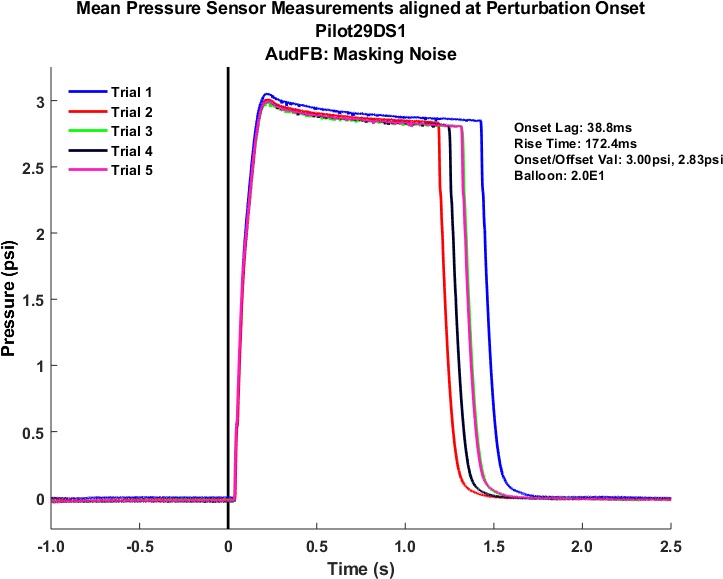 Mean Pressure Sensor Measurements aligned at Perturbation Onset
Pilot29DS1
AudFB: Masking Noise
Trial 1
Trial 2
Trial 3
Trial 4
Trial 5
Onset Lag: 38.8ms
Rise Time: 172.4ms
Onset/Offset Val: 3.00psi, 2.83psi
Balloon: 2.0E1
Pressure (psi)
3
2.5
2
1.5
1
0.5
0
-1.0 -0.5 0 0.5 1.0 1.5 2.0 2.5
Time (s)